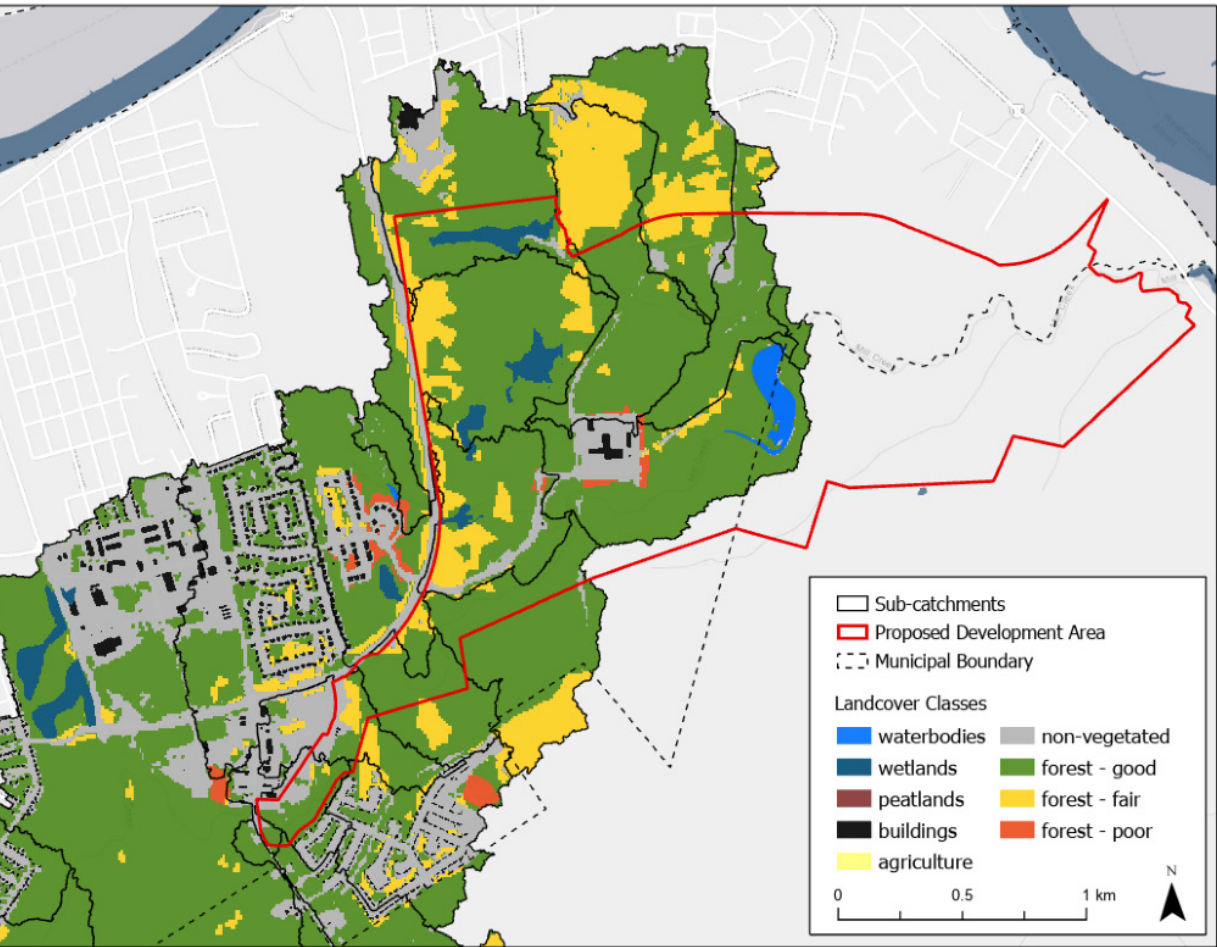 Mill Creek
Sub-catchments
Proposed Development Area
Municipal Boundary
Landcover Classes
waterbodies
non-vegetated
wetlands
forest - good
peatlands
forest - fair
buildings
forest - poor
agriculture
N
0 0.5 1 km